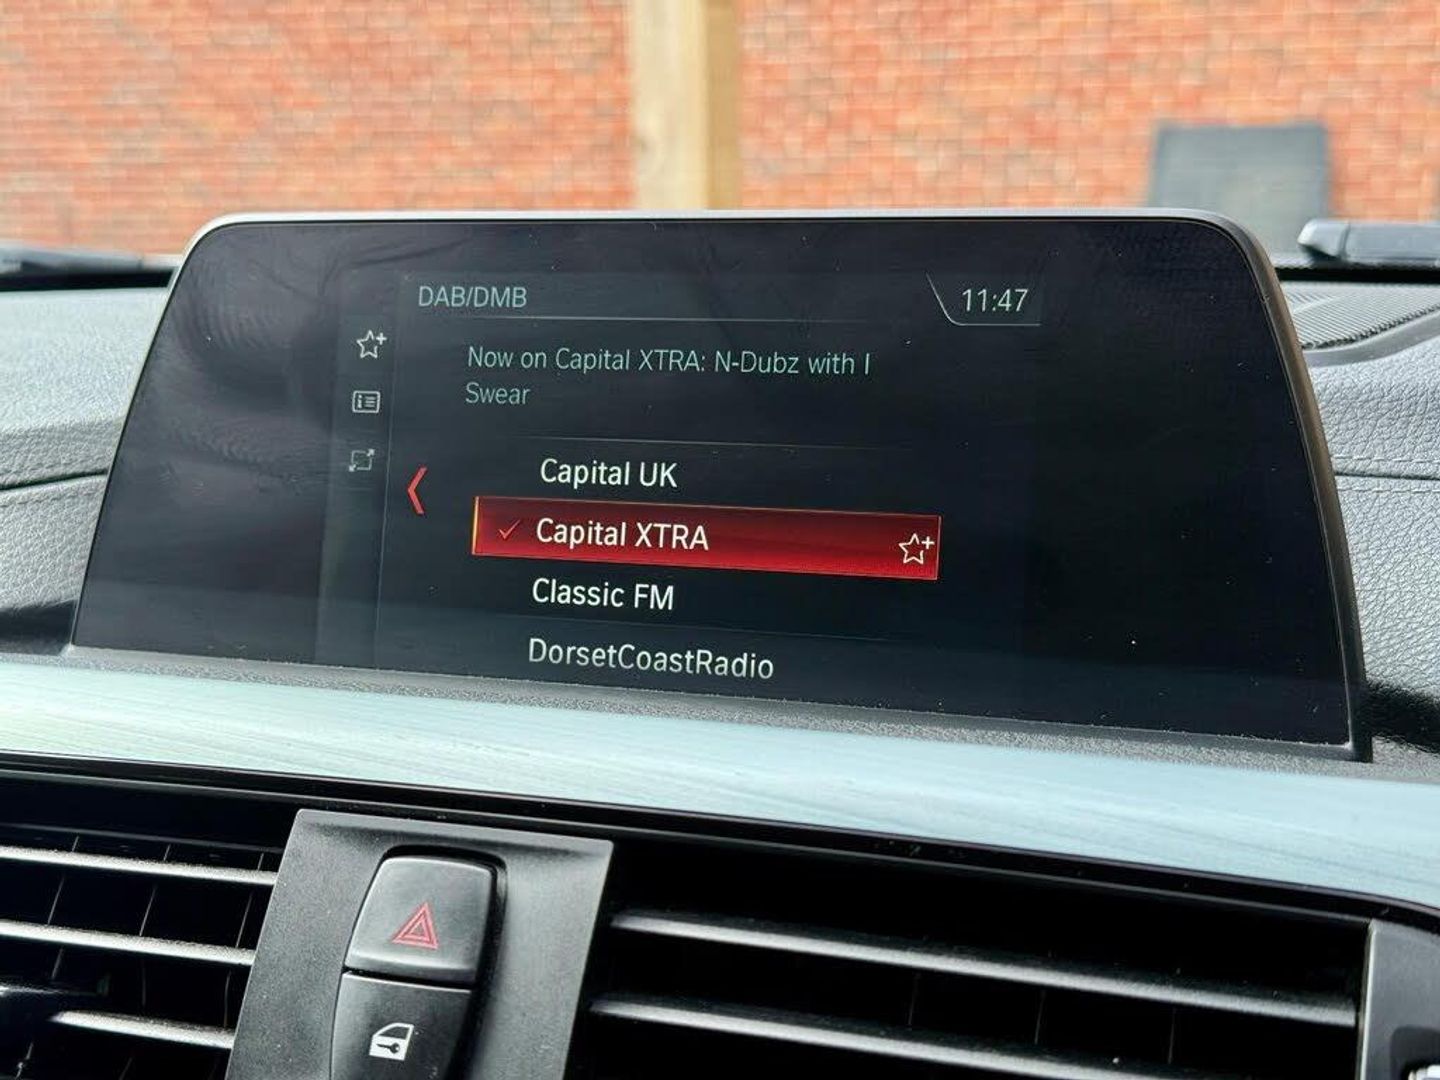 DAB/DMB
11:47
Now on Capital XTRA: N-Dubz with I
Swear
Capital UK
Capital XTRA
Classic FM
DorsetCoastRadio